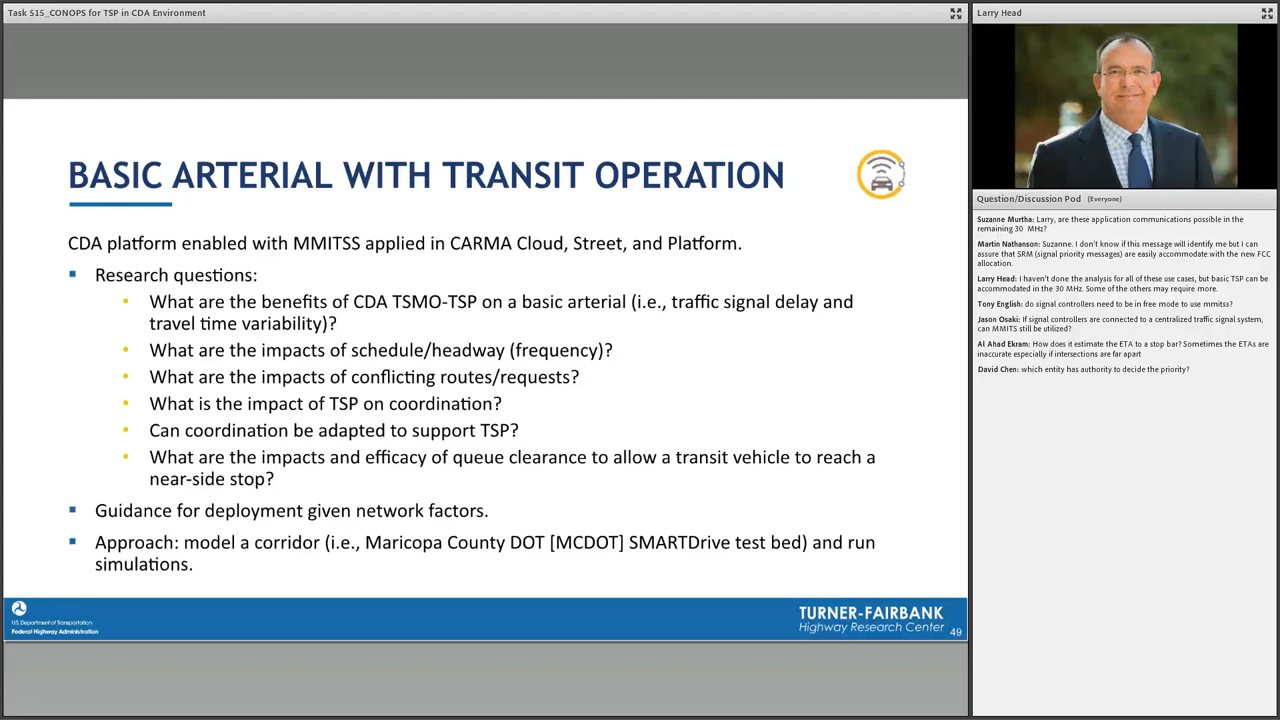 Task 515_CONOPS for TSP in CDA Environment
BASIC ARTERIAL WITH TRANSIT OPERATION
CDA platform enabled with MMITSS applied in CARMA Cloud, Street, and Platform.
Research questions:
What are the benefits of CDA TSMO-TSP on a basic arterial (i.e., traffic signal delay and
travel time variability)?
What are the impacts of schedule/headway (frequency)?
What are the impacts of conflicting routes/requests?
What is the impact of TSP on coordination?
Can coordination be adapted to support TSP?
What are the impacts and efficacy of queue clearance to allow a transit vehicle to reach a
near-side stop?
Guidance for deployment given network factors.
Approach: model a corridor (i.e., Maricopa County DOT [MCDOT] SMARTDrive test bed) and run
simulations.
U.S. Department of Transportation
Federal Highway Administration
TURNER-FAIRBANK
Highway Research Center
49
Larry Head
Question/Discussion Pod (Everyone)
Suzanne Murtha: Larry, are these application communications possible in the
remaining 30 MHz?
Martin Nathanson: Suzanne. I don't know if this message will identify me but I can
assure that SRM (signal priority messages) are easily accommodate with the new FCC
allocation.
Larry Head: I haven't done the analysis for all of these use cases, but basic TSP can be
accommodated in the 30 MHz. Some of the others may require more.
Tony English: do signal controllers need to be in free mode to use mmitss?
Jason Osaki: If signal controllers are connected to a centralized traffic signal system,
can MMITS still be utilized?
Al Ahad Ekram: How does it estimate the ETA to a stop bar? Sometimes the ETAs are
inaccurate especially if intersections are far apart
David Chen: which entity has authority to decide the priority?